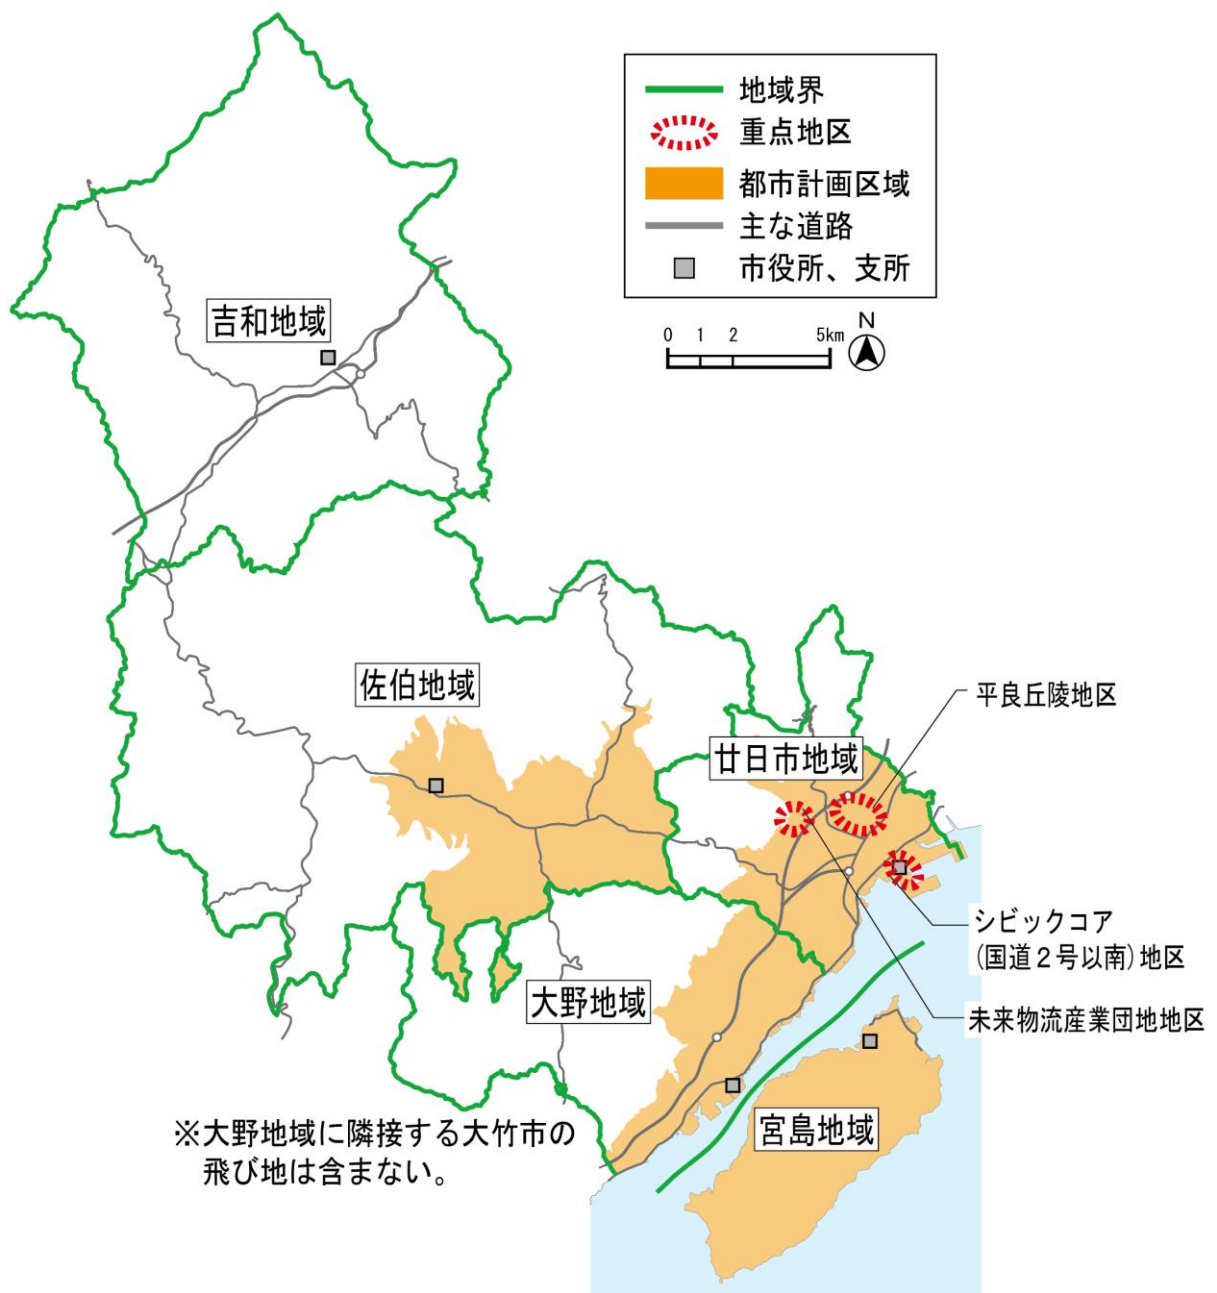 地域界
重点地区
都市計画区域
主な道路
市役所、支所
0 1 2 5km
N
吉和地域
佐伯地域
廿日市地域
平良丘陵地区
シビックコア
(国道２号以南)地区
大野地域
未来物流産業団地地区
宮島地域
※大野地域に隣接する大竹市の
飛び地は含まない。